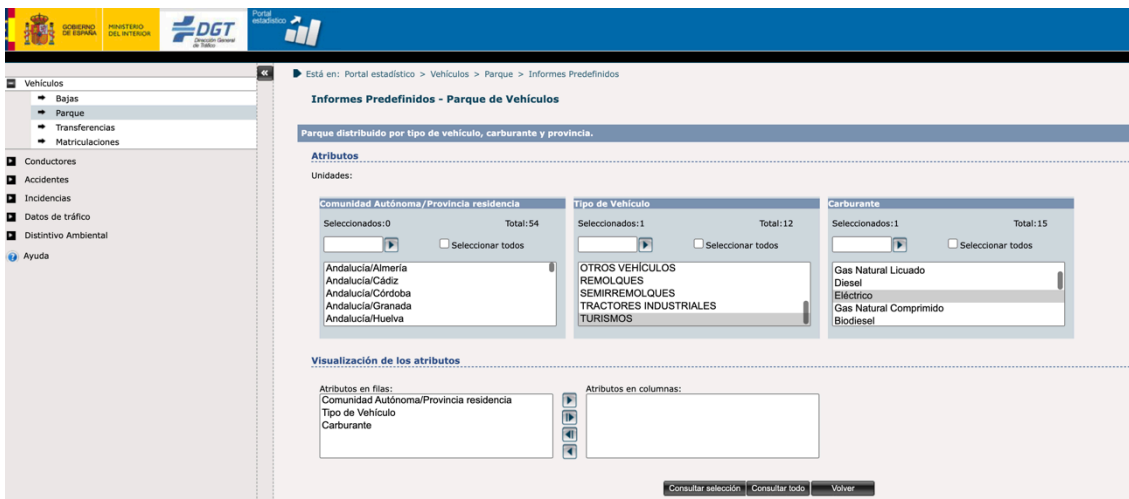 GOBIERNO DE ESPAÑA
MINISTERIO DEL INTERIOR
DGT
Dirección General de Tráfico
Portal estadístico
Vehículos
Bajas
Parque
Transferencias
Matriculaciones
Conductores
Accidentes
Incidencias
Datos de tráfico
Distintivo Ambiental
Ayuda
Está en: Portal estadístico > Vehículos > Parque > Informes Predefinidos
Informes Predefinidos - Parque de Vehículos
Parque distribuido por tipo de vehículo, carburante y provincia.
Atributos
Unidades:
Comunidad Autónoma/Provincia residencia
Seleccionados:0 Total:54
Seleccionar todos
Andalucía/Almería
Andalucía/Cádiz
Andalucía/Córdoba
Andalucía/Granada
Andalucía/Huelva
Tipo de Vehículo
Seleccionados:1 Total:12
Seleccionar todos
OTROS VEHÍCULOS
REMOLQUES
SEMIRREMOLQUES
TRACTORES INDUSTRIALES
TURISMOS
Carburante
Seleccionados:1 Total:15
Seleccionar todos
Gas Natural Licuado
Diesel
Eléctrico
Gas Natural Comprimido
Biodiesel
Visualización de los atributos
Atributos en filas:
Comunidad Autónoma/Provincia residencia
Tipo de Vehículo
Carburante
Atributos en columnas:
Consultar selección Consultar todo Volver